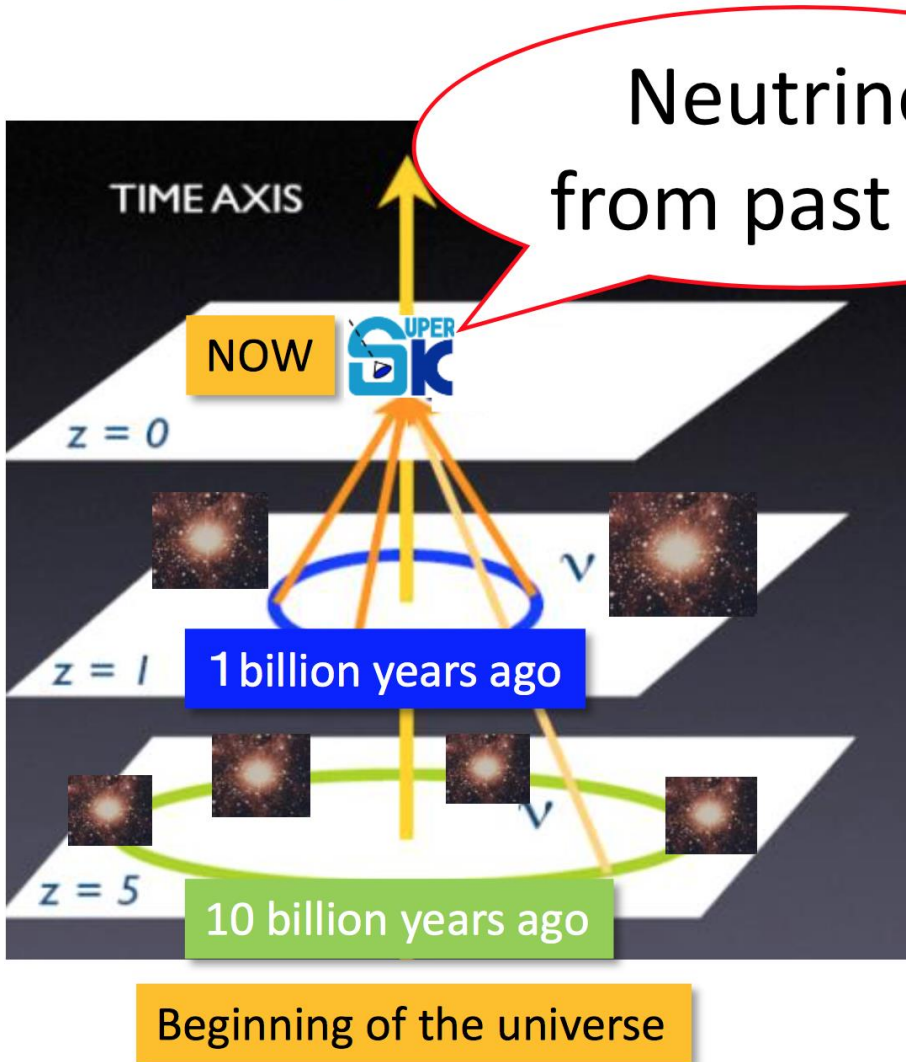 Neutrino
from past
TIME AXIS
NOW
SUPER
K
z = 0
ν
z = 1
1 billion years ago
ν
z = 5
10 billion years ago
Beginning of the universe